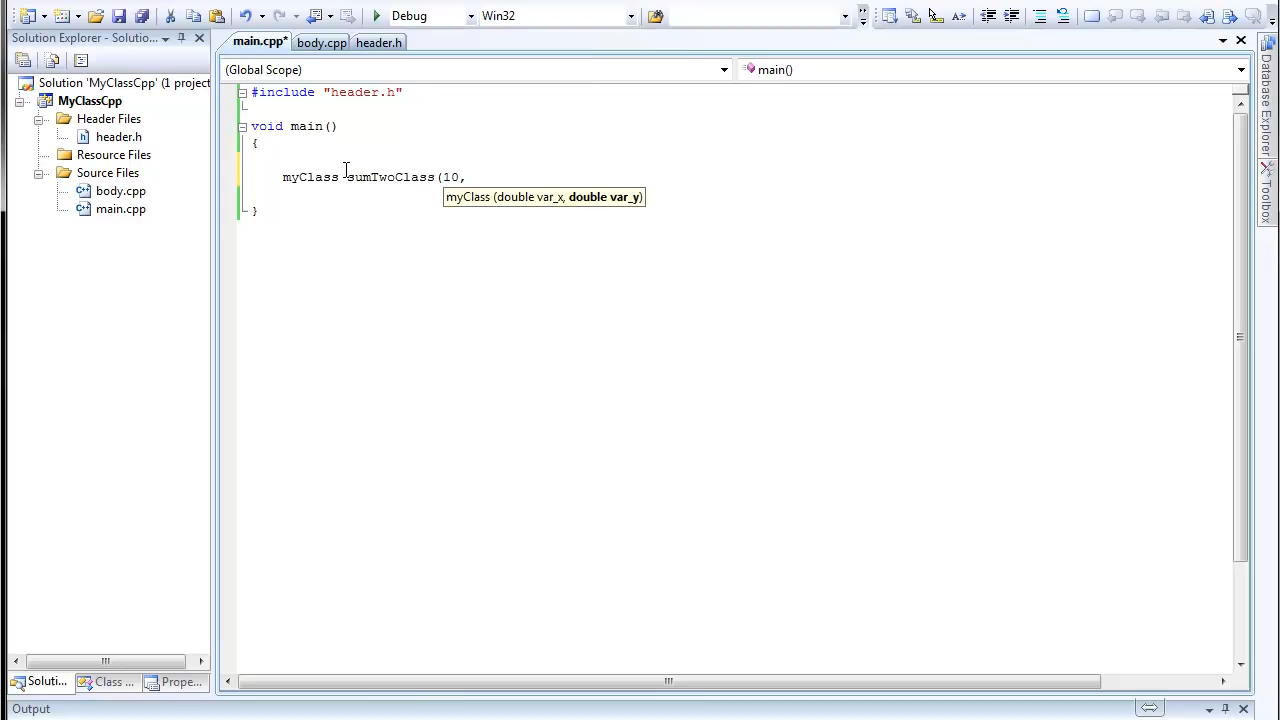 Debug
Win32
Solution Explorer - Solutio...
main.cpp*
body.cpp
header.h
(Global Scope)
main()
Solution 'MyClassCpp' (1 project
MyClassCpp
Header Files
header.h
Resource Files
Source Files
body.cpp
main.cpp
#include "header.h"
void main()
{
myClass sumTwoClass(10,
myClass (double var_x, double var_y)
}
Database Explorer
Toolbox
Soluti...
Class ...
Prope...
Output